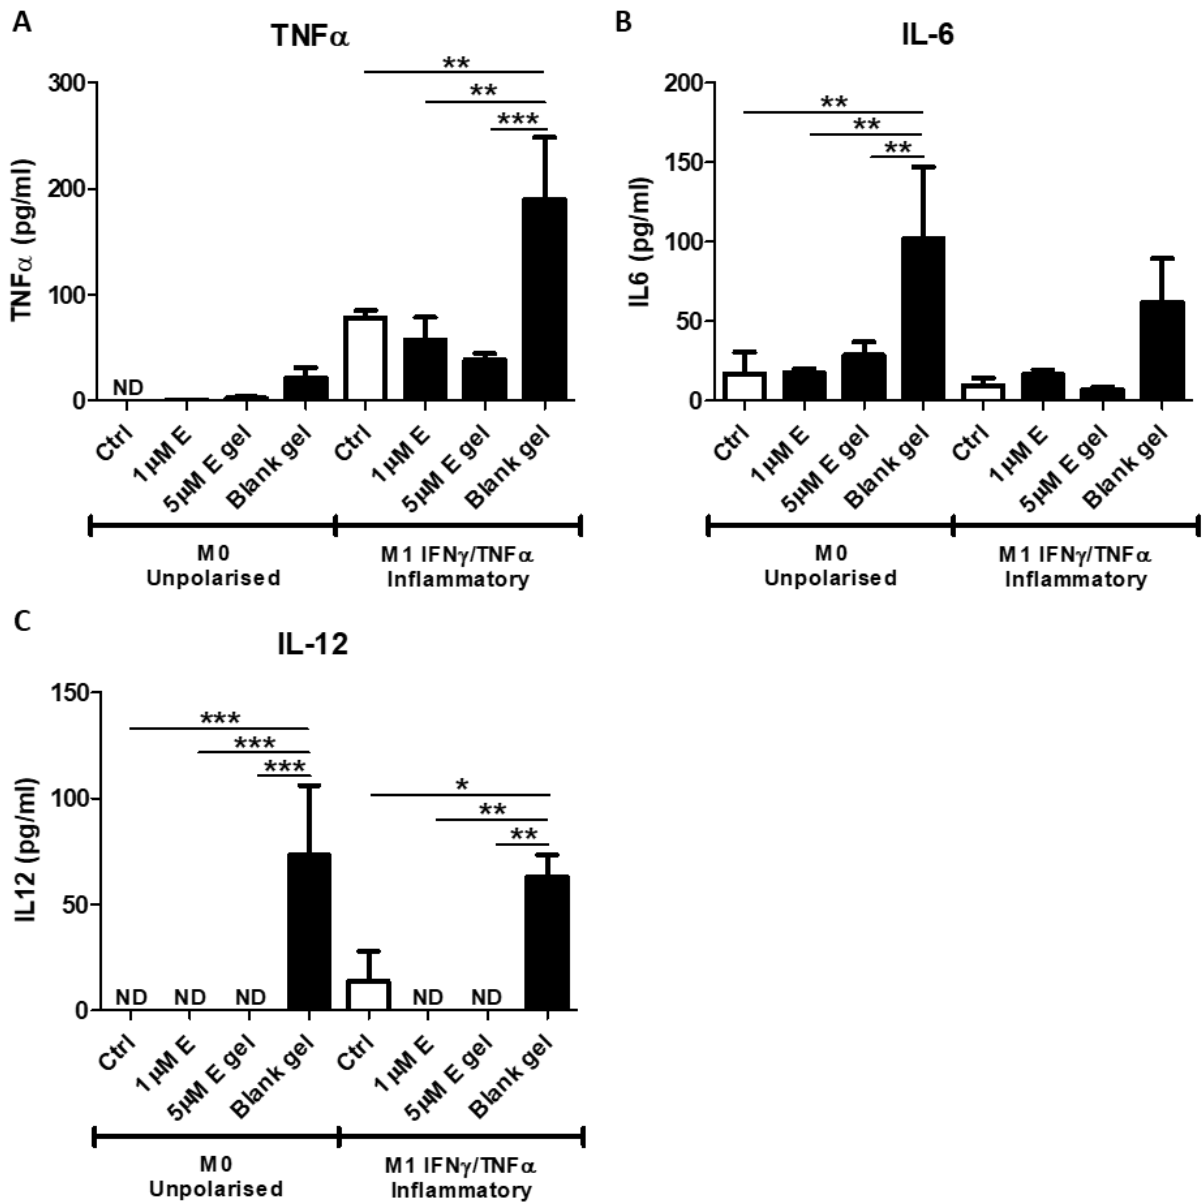 A
TNFα
TNFα (pg/ml)
300
200
100
0
**
**
***
ND
Ctrl
1μM E
5μM E gel
Blank gel
Ctrl
1μM E
5μM E gel
Blank gel
M0
Unpolarised
M1 IFNγ/TNFα
Inflammatory
B
IL-6
IL6 (pg/ml)
200
150
100
50
0
**
**
**
Ctrl
1μM E
5μM E gel
Blank gel
Ctrl
1μM E
5μM E gel
Blank gel
M0
Unpolarised
M1 IFNγ/TNFα
Inflammatory
C
IL-12
IL12 (pg/ml)
150
100
50
0
***
***
***
*
**
**
ND
ND
ND
ND
ND
Ctrl
1μM E
5μM E gel
Blank gel
Ctrl
1μM E
5μM E gel
Blank gel
M0
Unpolarised
M1 IFNγ/TNFα
Inflammatory